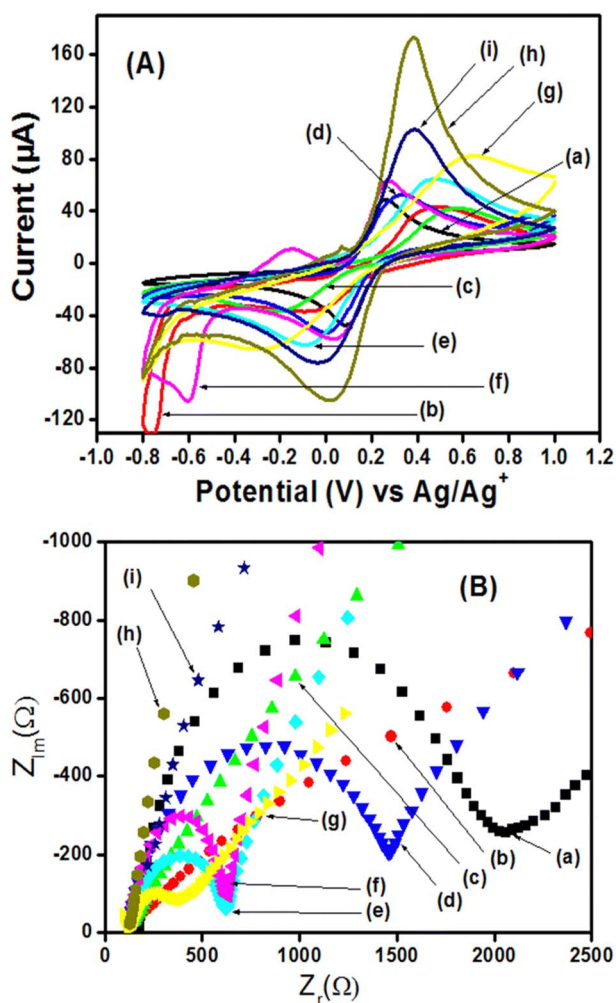 (A)
160
120
80
40
0
-40
-80
-120
Current (µA)
(i)
(h)
(g)
(d)
(a)
(c)
(e)
(f)
(b)
-1.0 -0.8 -0.6 -0.4 -0.2 0.0 0.2 0.4 0.6 0.8 1.0
Potential (V) vs Ag/Ag+
(B)
-1000
-800
-600
-400
-200
0
ZIm(Ω)
(i)
(h)
(g)
(b)
(a)
(c)
(f)
(d)
(e)
0 500 1000 1500 2000 2500
Zr(Ω)